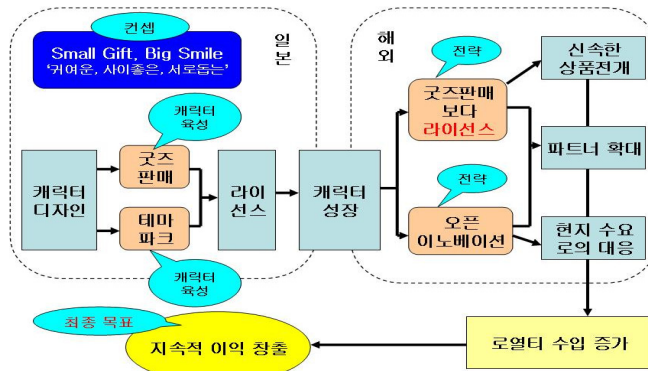 컨셉
Small Gift, Big Smile
‘귀여운, 사이좋은, 서로돕는’
일본
캐릭터
육성
캐릭터
디자인
굿즈
판매
테마
파크
캐릭터
육성
라이
선스
해외
전략
굿즈판매
보다
라이선스
전략
오픈
이노베이션
캐릭터
성장
신속한
상품전개
파트너 확대
현지 수요
로의 대응
최종 목표
지속적 이익 창출
로열티 수입 증가